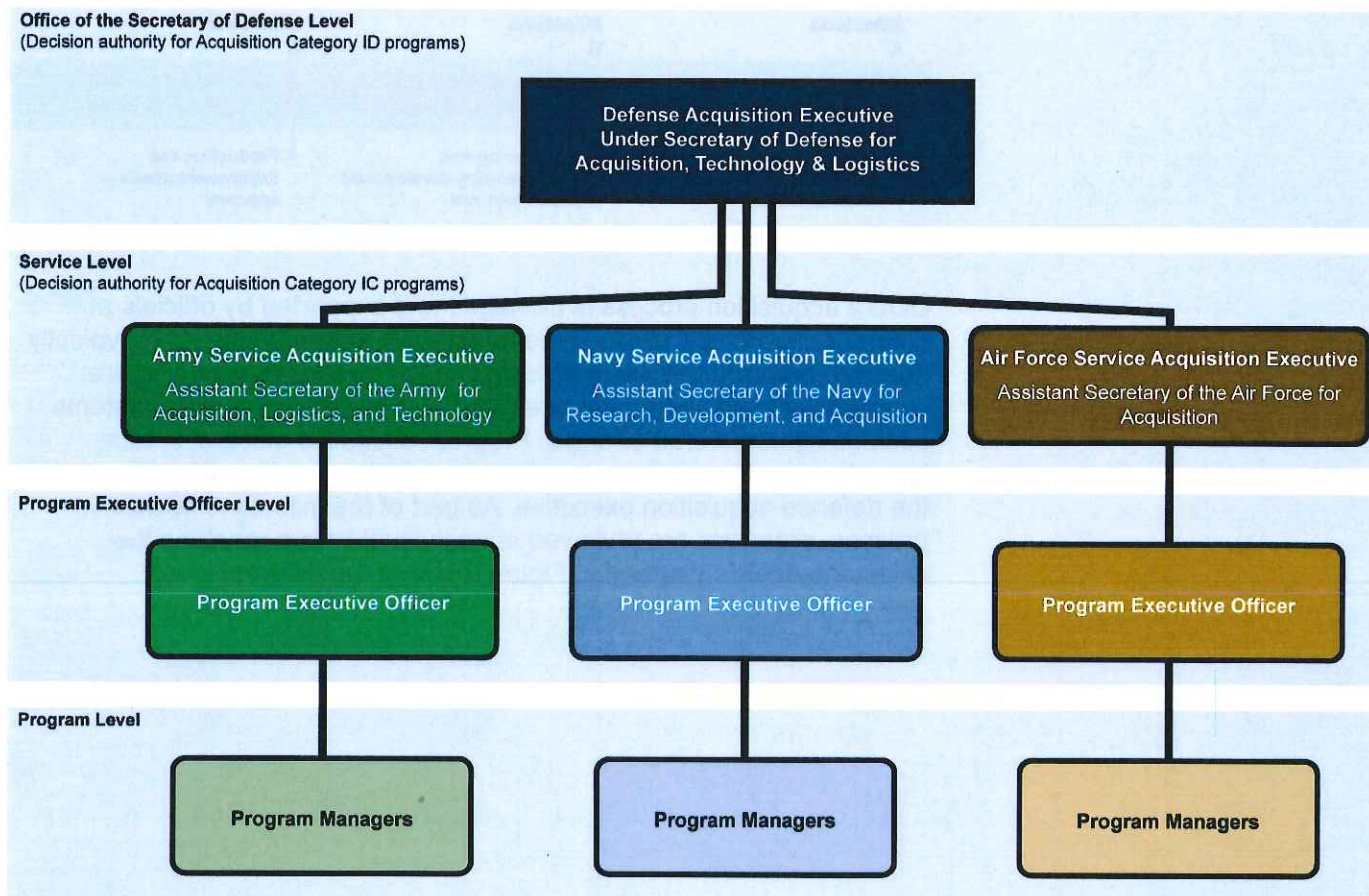 Office of the Secretary of Defense Level
(Decision authority for Acquisition Category ID programs)
Defense Acquisition Executive
Under Secretary of Defense for
Acquisition, Technology & Logistics
Service Level
(Decision authority for Acquisition Category IC programs)
Army Service Acquisition Executive
Assistant Secretary of the Army for
Acquisition, Logistics, and Technology
Navy Service Acquisition Executive
Assistant Secretary of the Navy for
Research, Development, and Acquisition
Air Force Service Acquisition Executive
Assistant Secretary of the Air Force for
Acquisition
Program Executive Officer Level
Program Executive Officer
Program Executive Officer
Program Executive Officer
Program Level
Program Managers
Program Managers
Program Managers